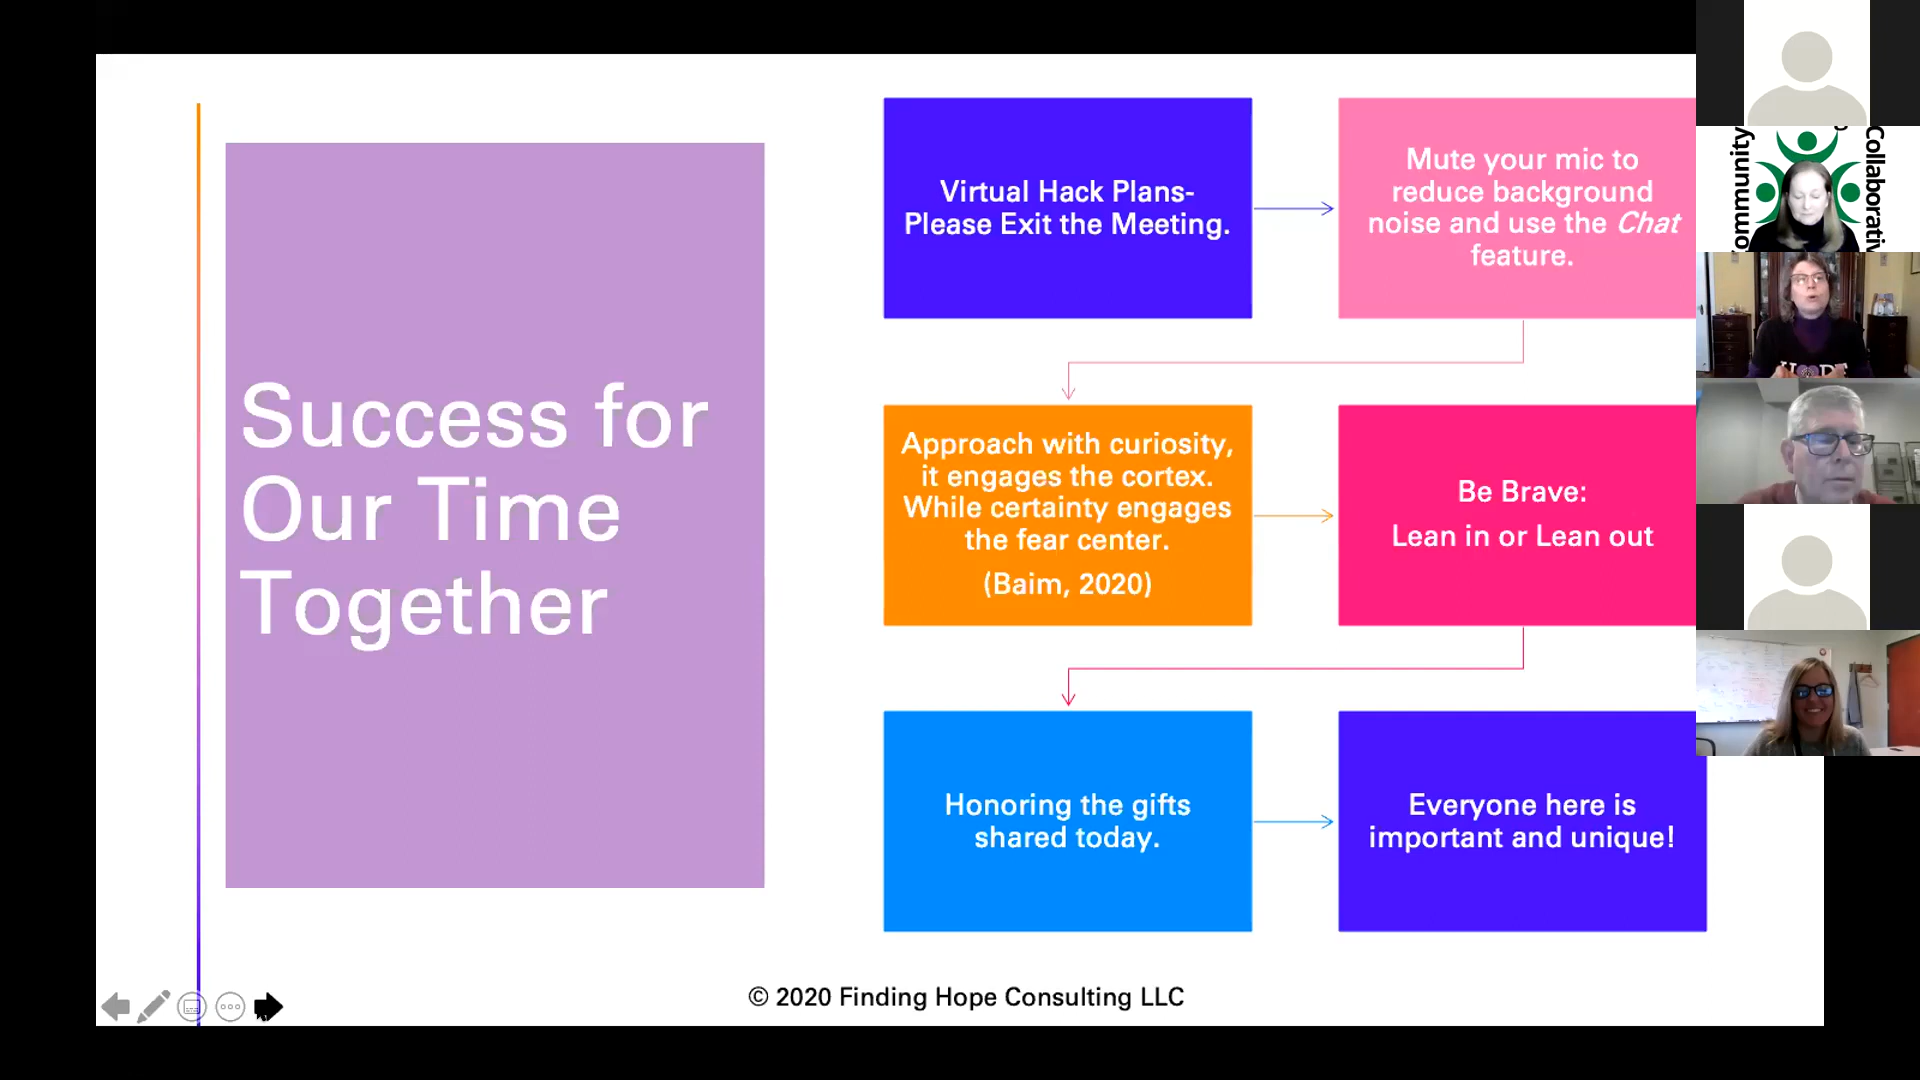 Success for
Our Time
Together
Virtual Hack Plans-
Please Exit the Meeting.
Mute your mic to
reduce background
noise and use the Chat
feature.
Approach with curiosity,
it engages the cortex.
While certainty engages
the fear center.
(Baim, 2020)
Be Brave:
Lean in or Lean out
Honoring the gifts
shared today.
Everyone here is
important and unique!
© 2020 Finding Hope Consulting LLC
ommunity
Collaborativ